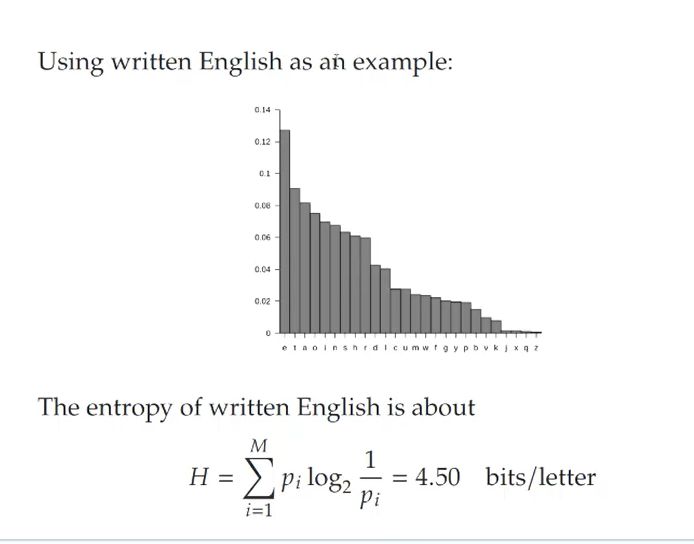 Using written English as an example:
0.14
0.12
0.1
0.08
0.06
0.04
0.02
0
e t a o i n s h r d l c u m w f g y p b v k j x q z
The entropy of written English is about
H = \sum_{i=1}^{M} p_i \log_2 \frac{1}{p_i} = 4.50 bits/letter